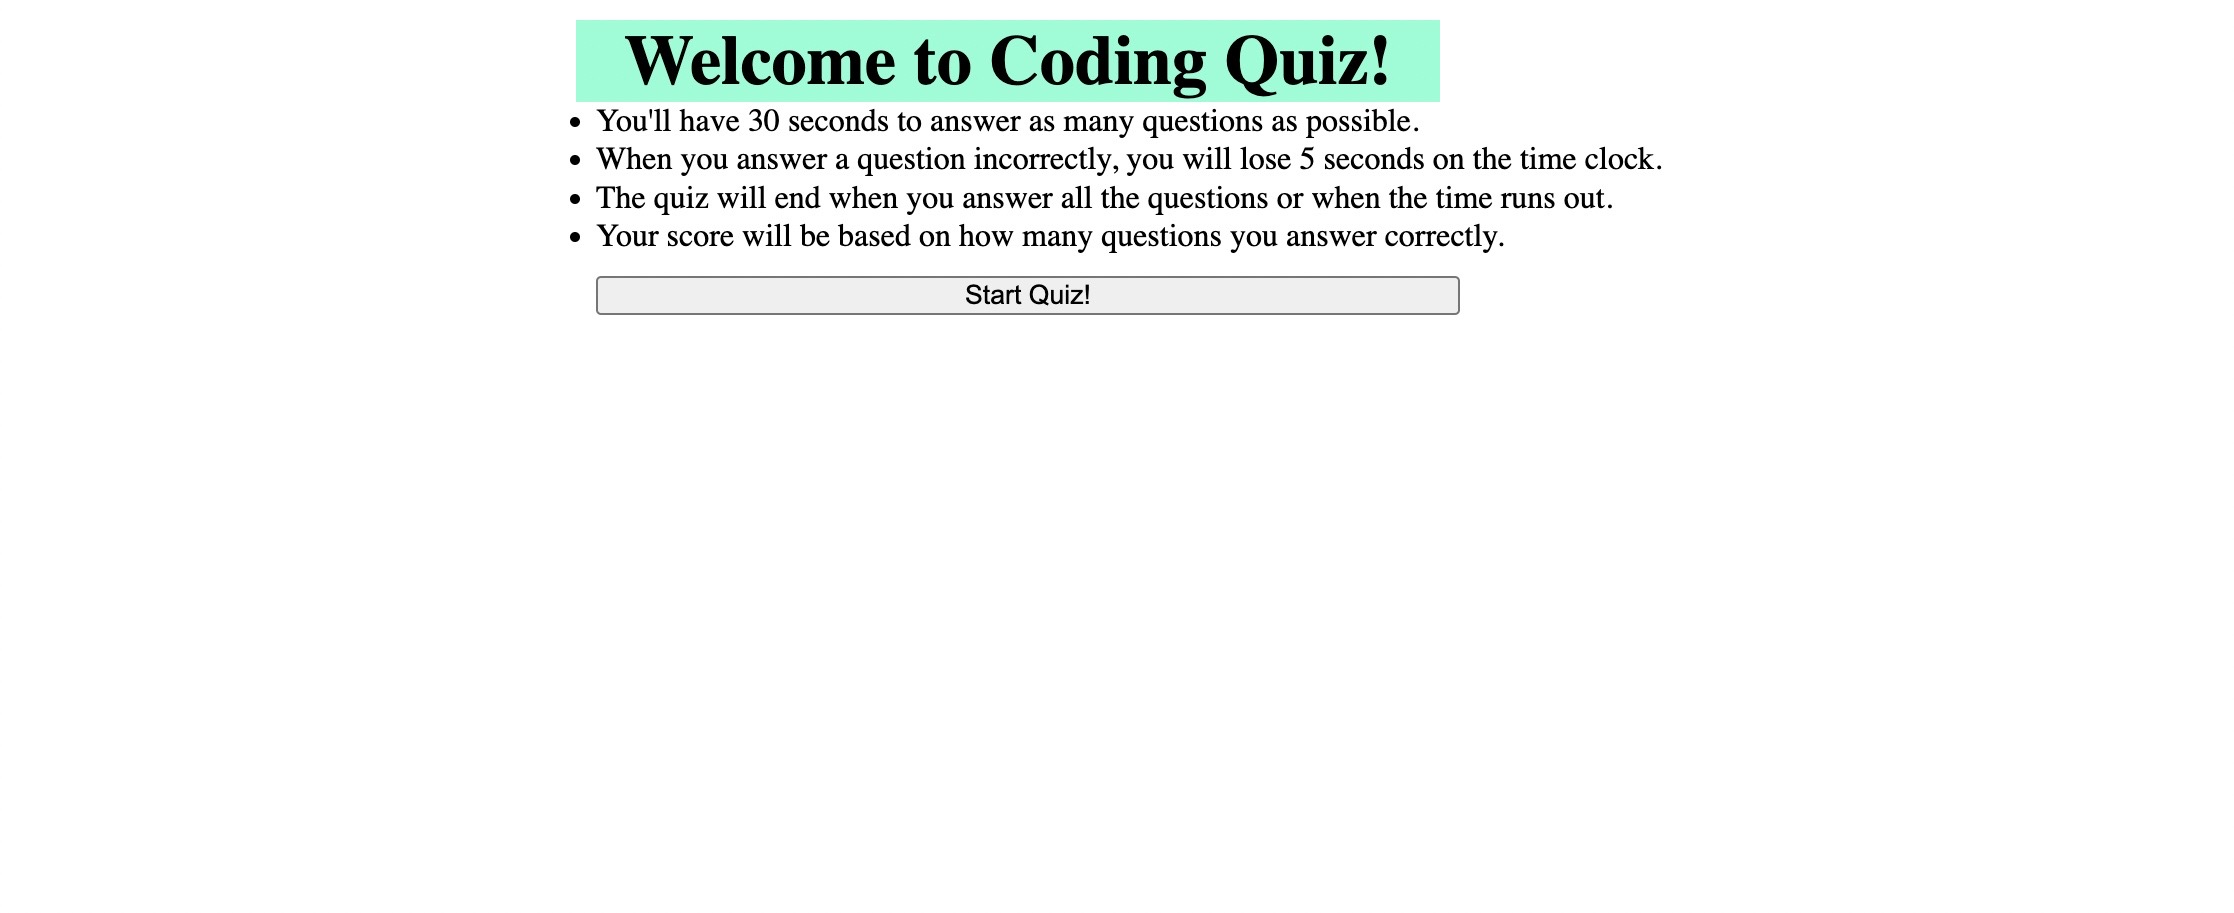 Welcome to Coding Quiz!
You'll have 30 seconds to answer as many questions as possible.
When you answer a question incorrectly, you will lose 5 seconds on the time clock.
The quiz will end when you answer all the questions or when the time runs out.
Your score will be based on how many questions you answer correctly.
Start Quiz!